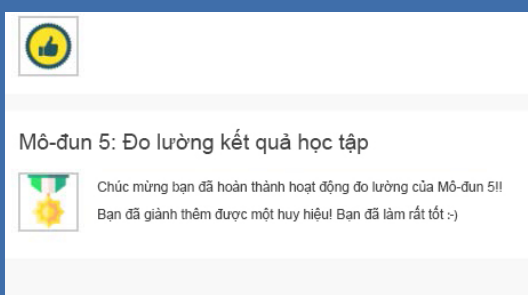 Mô-đun 5: Đo lường kết quả học tập
Chúc mừng bạn đã hoàn thành hoạt động đo lường của Mô-đun 5!!
Bạn đã giành thêm được một huy hiệu! Bạn đã làm rất tốt :-)